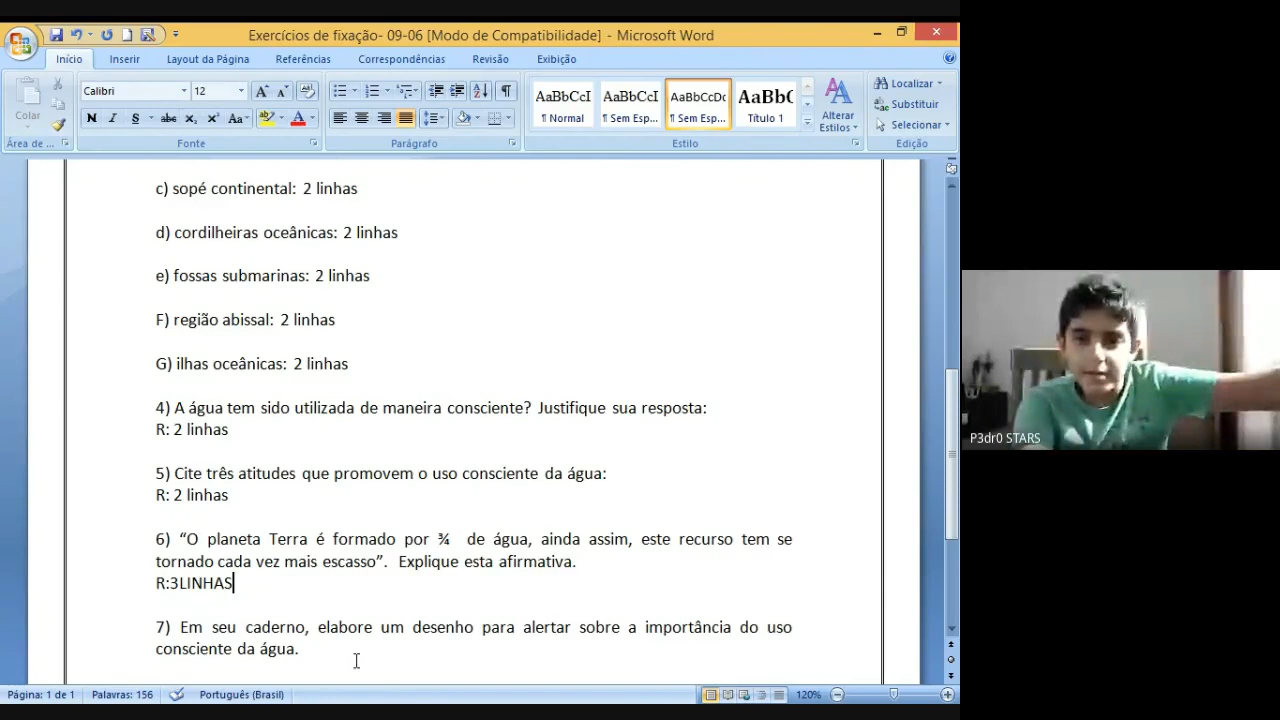 Exercícios de fixação- 09-06 [Modo de Compatibilidade] - Microsoft Word
Início Inserir Layout da Página Referências Correspondências Revisão Exibição
Colar
Calibri 12
AaBbCcI AaBbCcI AaBbCcDc AaBbC
¶ Normal ¶ Sem Esp... ¶ Sem Esp... Título 1
Alterar Estilos
Localizar
Substituir
Selecionar
Área de... Fonte Parágrafo Estilo Edição
c) sopé continental: 2 linhas
d) cordilheiras oceânicas: 2 linhas
e) fossas submarinas: 2 linhas
F) região abissal: 2 linhas
G) ilhas oceânicas: 2 linhas
4) A água tem sido utilizada de maneira consciente? Justifique sua resposta:
R: 2 linhas
5) Cite três atitudes que promovem o uso consciente da água:
R: 2 linhas
6) “O planeta Terra é formado por ¾ de água, ainda assim, este recurso tem se
tornado cada vez mais escasso”. Explique esta afirmativa.
R:3LINHAS
7) Em seu caderno, elabore um desenho para alertar sobre a importância do uso
consciente da água.
Página: 1 de 1 Palavras: 156 Português (Brasil) 120%
P3dr0 STARS